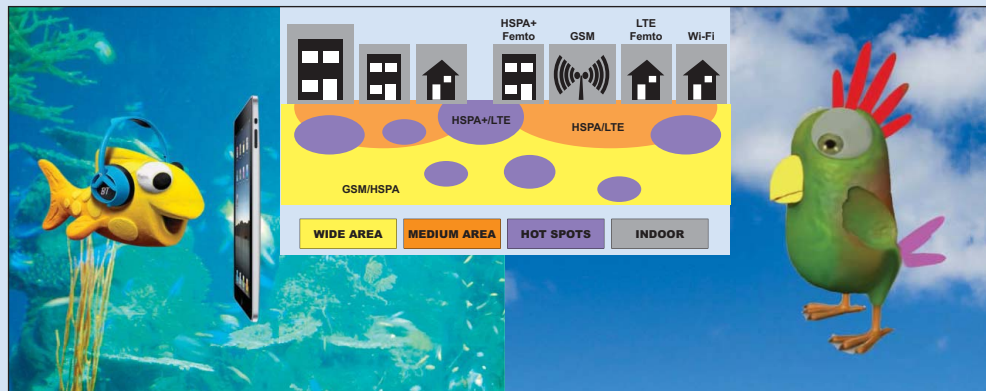 HSPA+
Femto
GSM
LTE
Femto
Wi-Fi
HSPA+/LTE
HSPA/LTE
GSM/HSPA
BT
WIDE AREA
MEDIUM AREA
HOT SPOTS
INDOOR